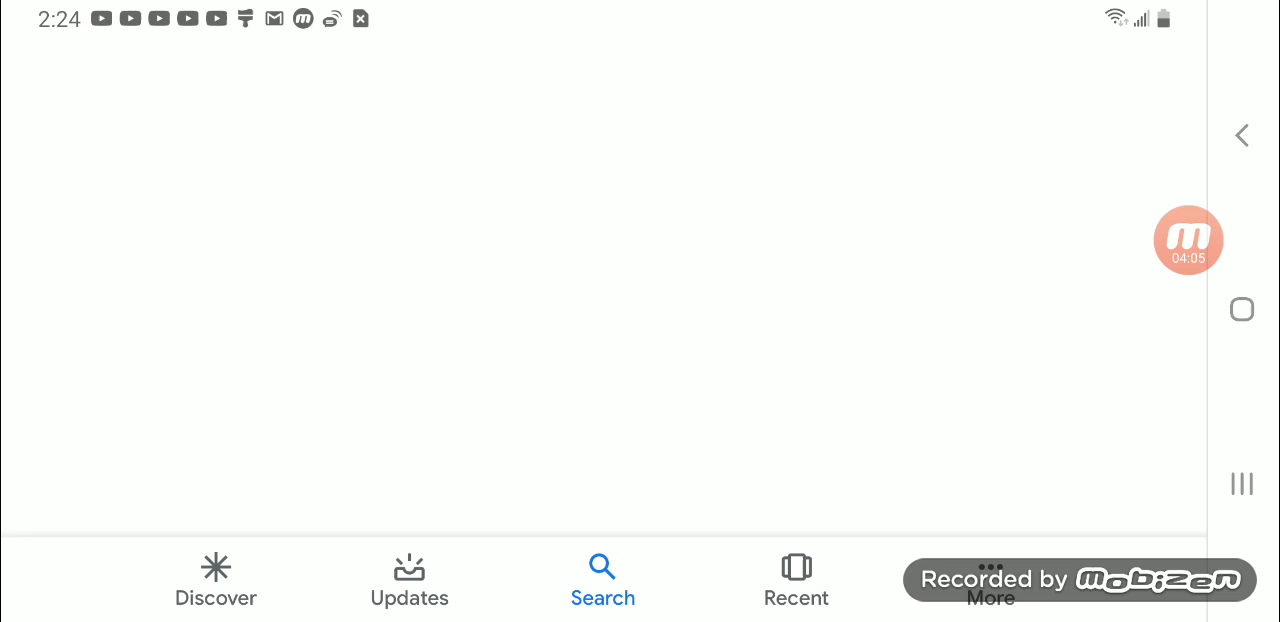 2:24
04:05
Discover
Updates
Search
Recent
More
Recorded by mobizen